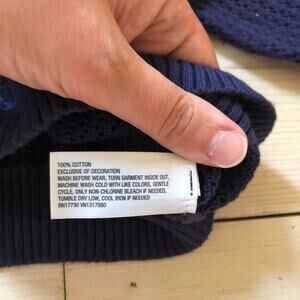 100% COTTON
EXCLUSIVE OF DECORATION
WASH BEFORE WEAR, TURN GARMENT INSIDE OUT,
MACHINE WASH COLD WITH LIKE COLORS, GENTLE
CYCLE, ONLY NON-CHLORINE BLEACH IF NEEDED,
TUMBLE DRY LOW, COOL IRON IF NEEDED
RN17730 VN1317060